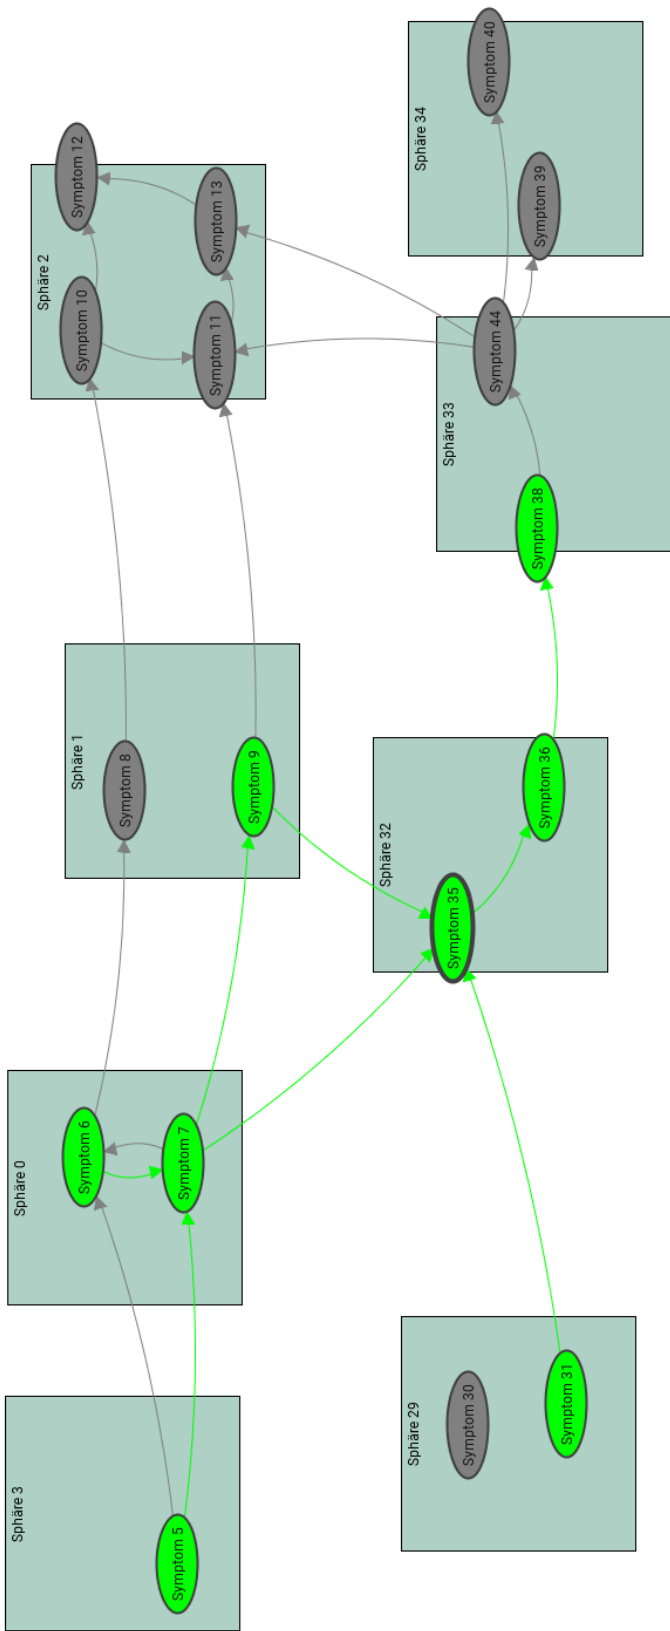 Sphäre 3
Symptom 5
Sphäre 0
Symptom 6
Symptom 7
Sphäre 1
Symptom 8
Symptom 9
Sphäre 2
Symptom 10
Symptom 11
Symptom 12
Symptom 13
Sphäre 29
Symptom 30
Symptom 31
Sphäre 32
Symptom 35
Symptom 36
Sphäre 33
Symptom 38
Symptom 44
Sphäre 34
Symptom 39
Symptom 40